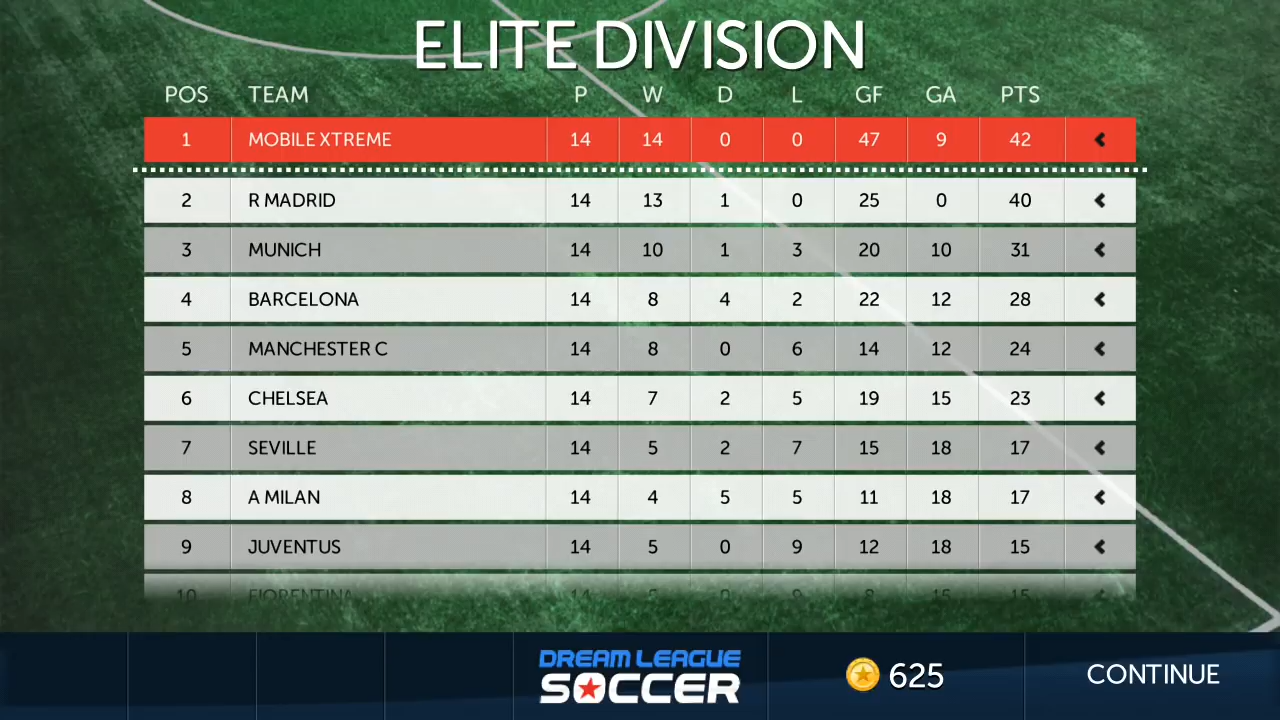 ELITE DIVISION
POS TEAM P W D L GF GA PTS
1 MOBILE XTREME 14 14 0 0 47 9 42
2 R MADRID 14 13 1 0 25 0 40
3 MUNICH 14 10 1 3 20 10 31
4 BARCELONA 14 8 4 2 22 12 28
5 MANCHESTER C 14 8 0 6 14 12 24
6 CHELSEA 14 7 2 5 19 15 23
7 SEVILLE 14 5 2 7 15 18 17
8 A MILAN 14 4 5 5 11 18 17
9 JUVENTUS 14 5 0 9 12 18 15
10 FIORENTINA 14
DREAM LEAGUE
SOCCER
625
CONTINUE